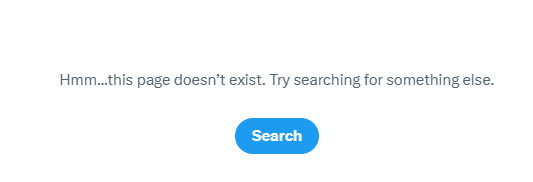 Hmm...this page doesn’t exist. Try searching for something else.
Search